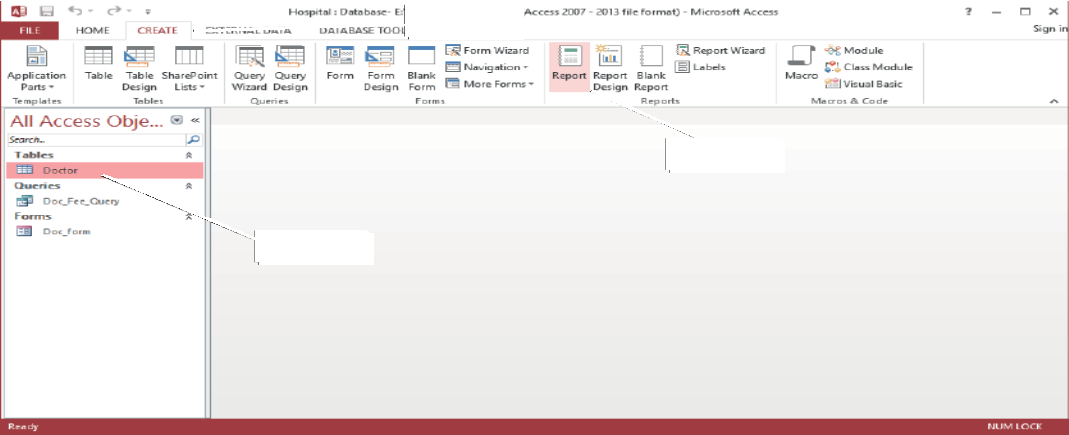 Hospital : Database- Access 2007 - 2013 file format) - Microsoft Access ?
FILE HOME CREATE EXTERNAL DATA DATABASE TOOL Sign in
Application Parts Table Table Design SharePoint Lists Query Wizard Query Design Form Form Design Blank Form Form Wizard Navigation More Forms Report Report Design Blank Report Report Wizard Labels Macro Module Class Module Visual Basic
Templates Tables Queries Forms Reports Macros & Code
All Access Obje... «
Search...
Tables
Doctor
Queries
Doc_Fee_Query
Forms
Doc_form
Ready NUM LOCK